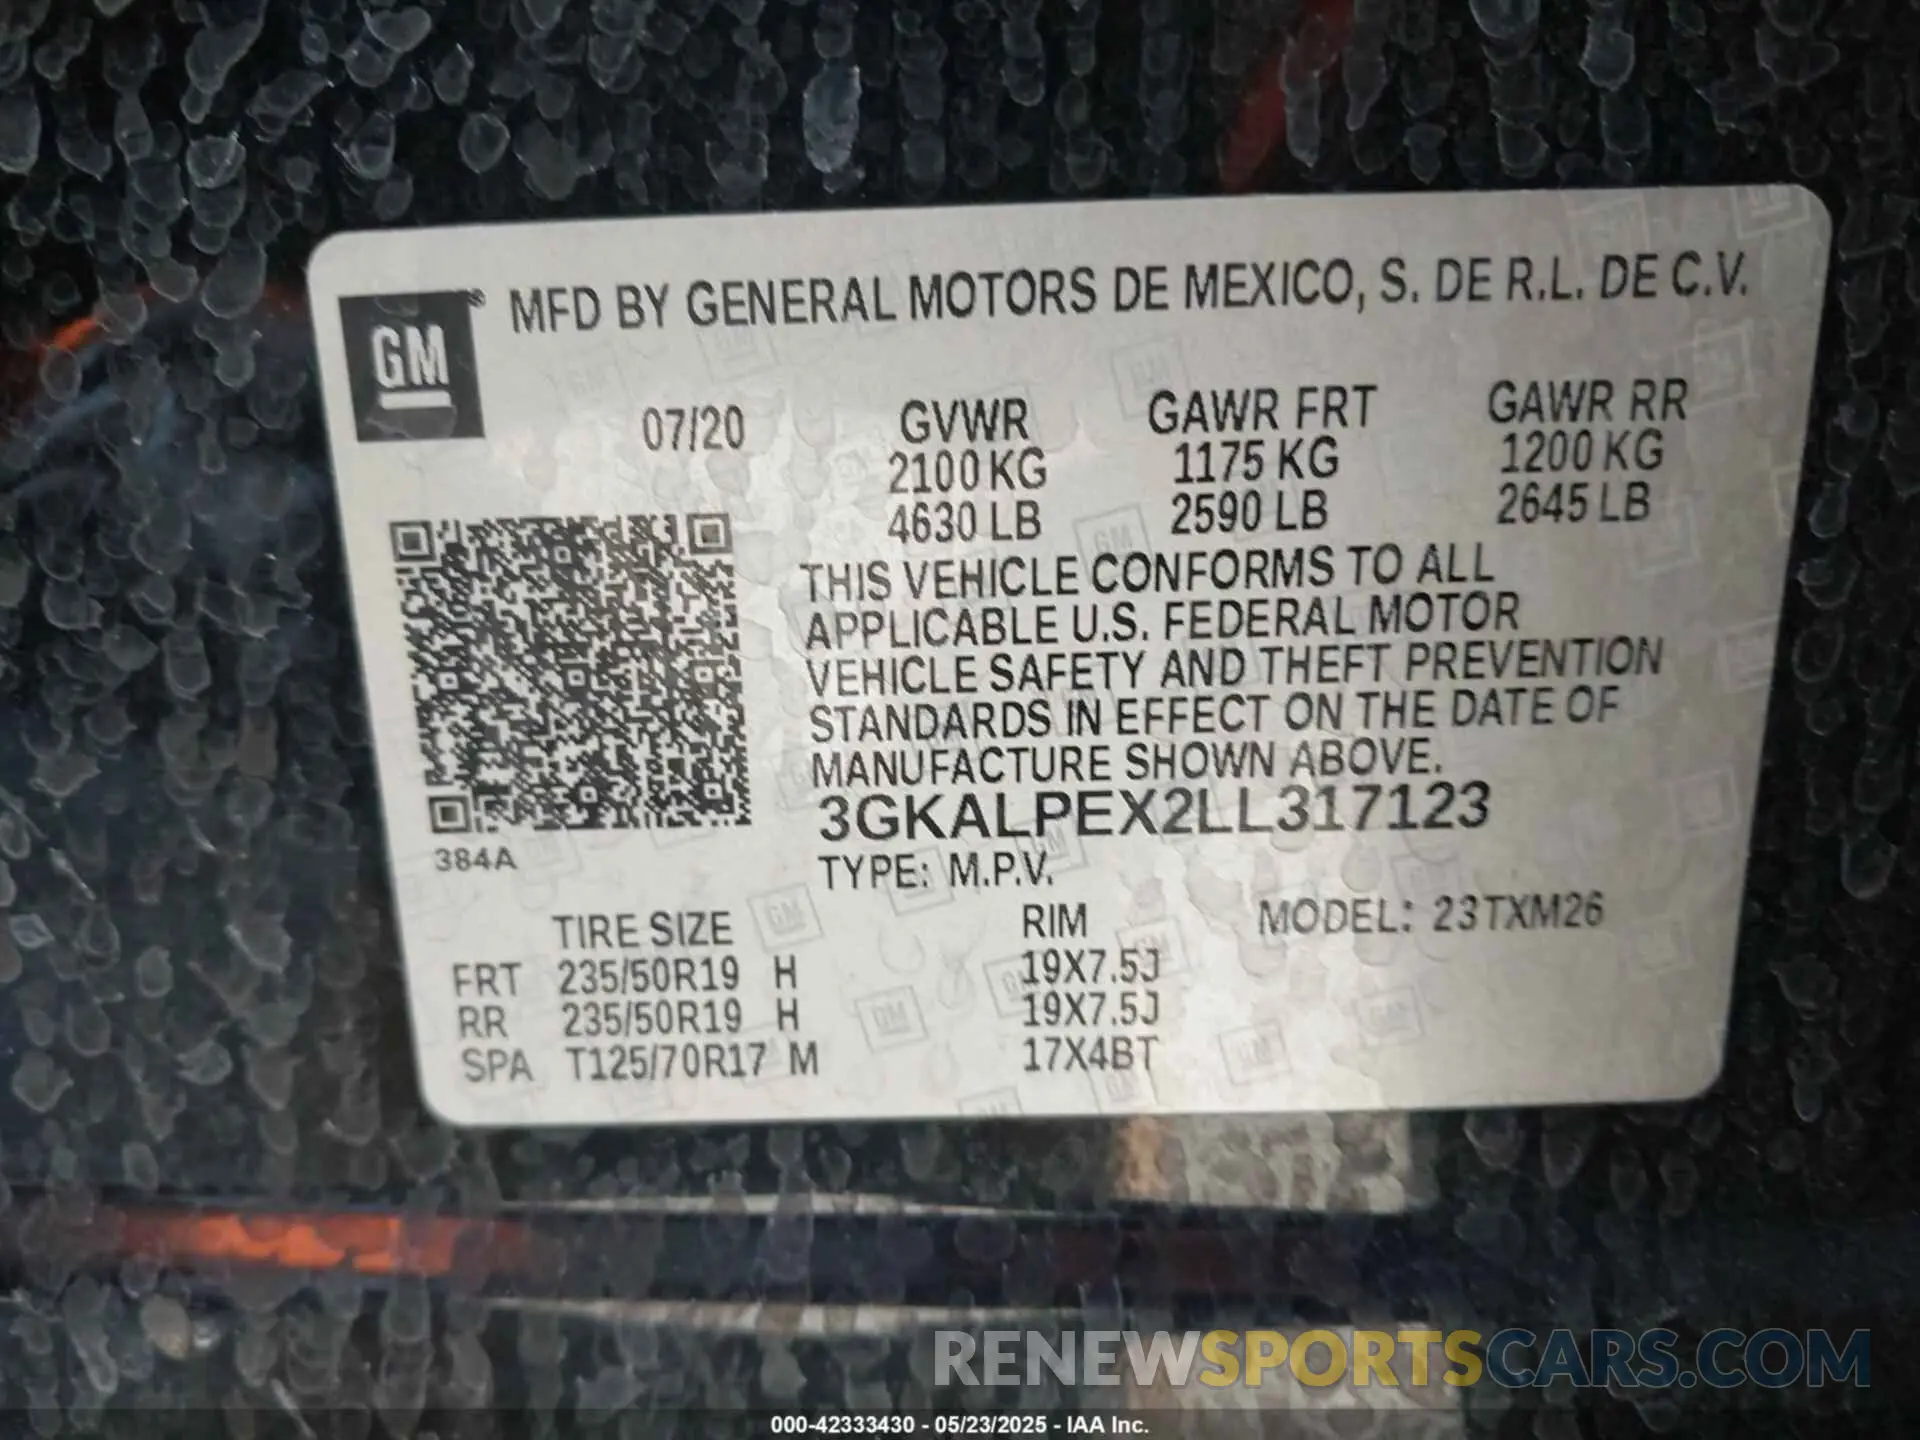 GM® MFD BY GENERAL MOTORS DE MEXICO, S. DE R.L. DE C.V.
07/20 GVWR GAWR FRT GAWR RR
2100 KG 1175 KG 1200 KG
4630 LB 2590 LB 2645 LB
THIS VEHICLE CONFORMS TO ALL
APPLICABLE U.S. FEDERAL MOTOR
VEHICLE SAFETY AND THEFT PREVENTION
STANDARDS IN EFFECT ON THE DATE OF
MANUFACTURE SHOWN ABOVE.
3GKALPEX2LL317123
384A
TYPE: M.P.V.
TIRE SIZE RIM MODEL: 23TXM26
FRT 235/50R19 H 19X7.5J
RR 235/50R19 H 19X7.5J
SPA T125/70R17 M 17X4BT
RENEWSPORTSCARS.COM
000-42333430 - 05/23/2025 - IAA Inc.